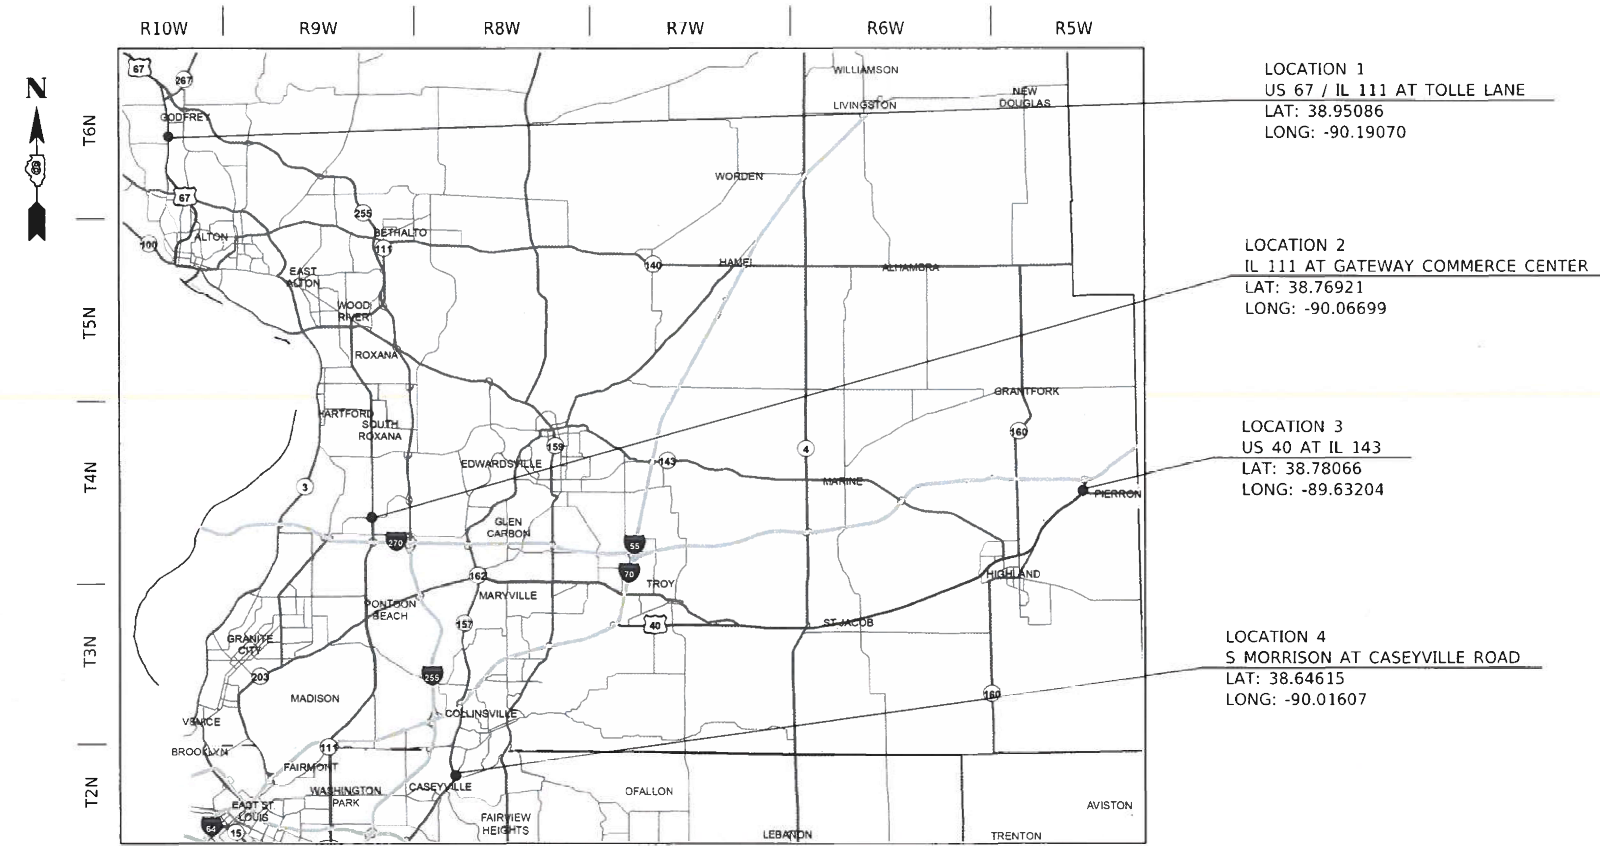 R10W R9W R8W R7W R6W R5W
N
T6N
T5N
T4N
T3N
T2N
67
267
GODFREY
67
ALTON
100
255
BETHALTO
111
EAST
ALTON
WOOD
RIVER
ROXANA
HARTFORD
SOUTH
ROXANA
3
WILLIAMSON
LIVINGSTON
NEW
DOUGLAS
WORDEN
140
HAMEL
ALHAMBRA
GRANTFORK
160
159
EDWARDSVILLE
143
4
MARINE
PIERRON
GLEN
CARBON
270
55
70
TROY
162
MARYVILLE
HIGHLAND
PONTOON
BEACH
157
40
ST JACOB
GRANITE
CITY
203
255
MADISON
160
COLLINSVILLE
VENICE
BROOKLYN
111
FAIRMONT
WASHINGTON
PARK
CASEYVILLE
OFALLON
AVISTON
EAST ST.
LOUIS
64
15
FAIRVIEW
HEIGHTS
LEBANON
TRENTON
LOCATION 1
US 67 / IL 111 AT TOLLE LANE
LAT: 38.95086
LONG: -90.19070
LOCATION 2
IL 111 AT GATEWAY COMMERCE CENTER
LAT: 38.76921
LONG: -90.06699
LOCATION 3
US 40 AT IL 143
LAT: 38.78066
LONG: -89.63204
LOCATION 4
S MORRISON AT CASEYVILLE ROAD
LAT: 38.64615
LONG: -90.01607